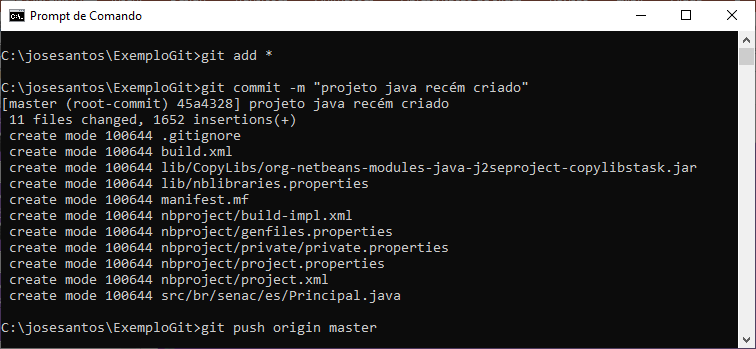 Prompt de Comando
C:\josesantos\ExemploGit>git add *
C:\josesantos\ExemploGit>git commit -m "projeto java recém criado"
[master (root-commit) 45a4328] projeto java recém criado
 11 files changed, 1652 insertions(+)
 create mode 100644 .gitignore
 create mode 100644 build.xml
 create mode 100644 lib/CopyLibs/org-netbeans-modules-java-j2seproject-copylibstask.jar
 create mode 100644 lib/nblibraries.properties
 create mode 100644 manifest.mf
 create mode 100644 nbproject/build-impl.xml
 create mode 100644 nbproject/genfiles.properties
 create mode 100644 nbproject/private/private.properties
 create mode 100644 nbproject/project.properties
 create mode 100644 nbproject/project.xml
 create mode 100644 src/br/senac/es/Principal.java
C:\josesantos\ExemploGit>git push origin master